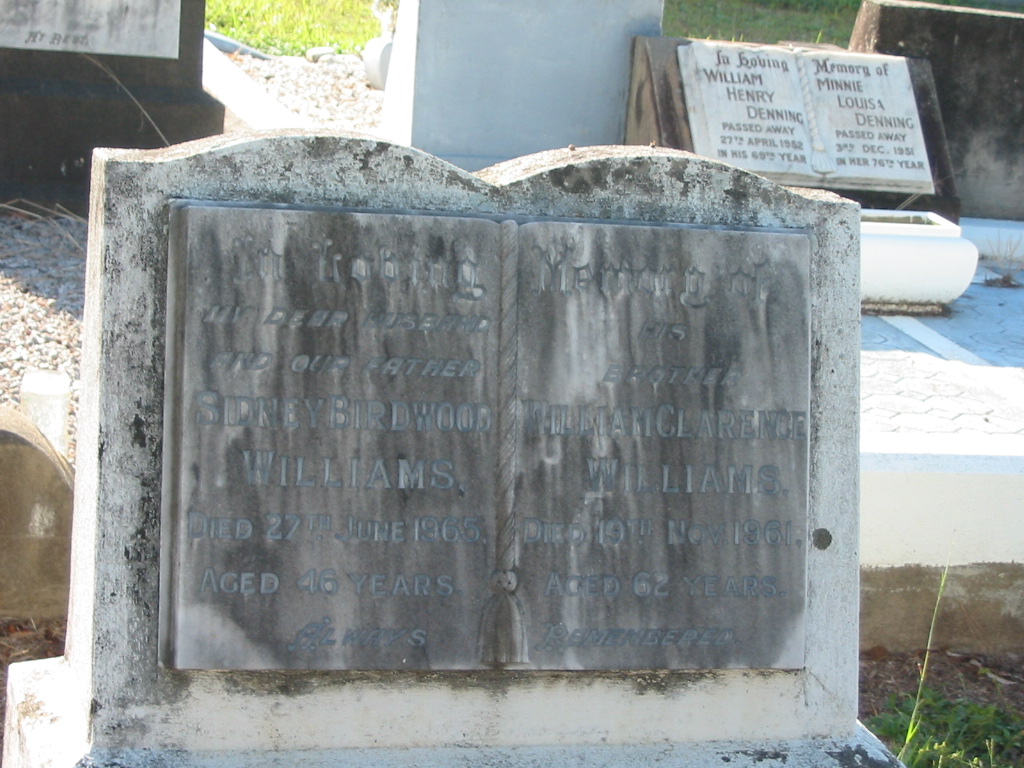 At Rest.
In Loving
WILLIAM
HENRY
DENNING
PASSED AWAY
27TH APRIL 1952
IN HIS 69TH YEAR
Memory of
MINNIE
LOUISA
DENNING
PASSED AWAY
3RD DEC. 1951
IN HER 76TH YEAR
In Loving
MY DEAR HUSBAND
AND OUR FATHER
SIDNEY BIRDWOOD
WILLIAMS,
DIED 27TH JUNE 1965,
AGED 46 YEARS.
ALWAYS
Memory of
HIS
BROTHER
WILLIAM CLARENCE
WILLIAMS.
DIED 19TH NOV. 1961,
AGED 62 YEARS.
REMEMBERED.